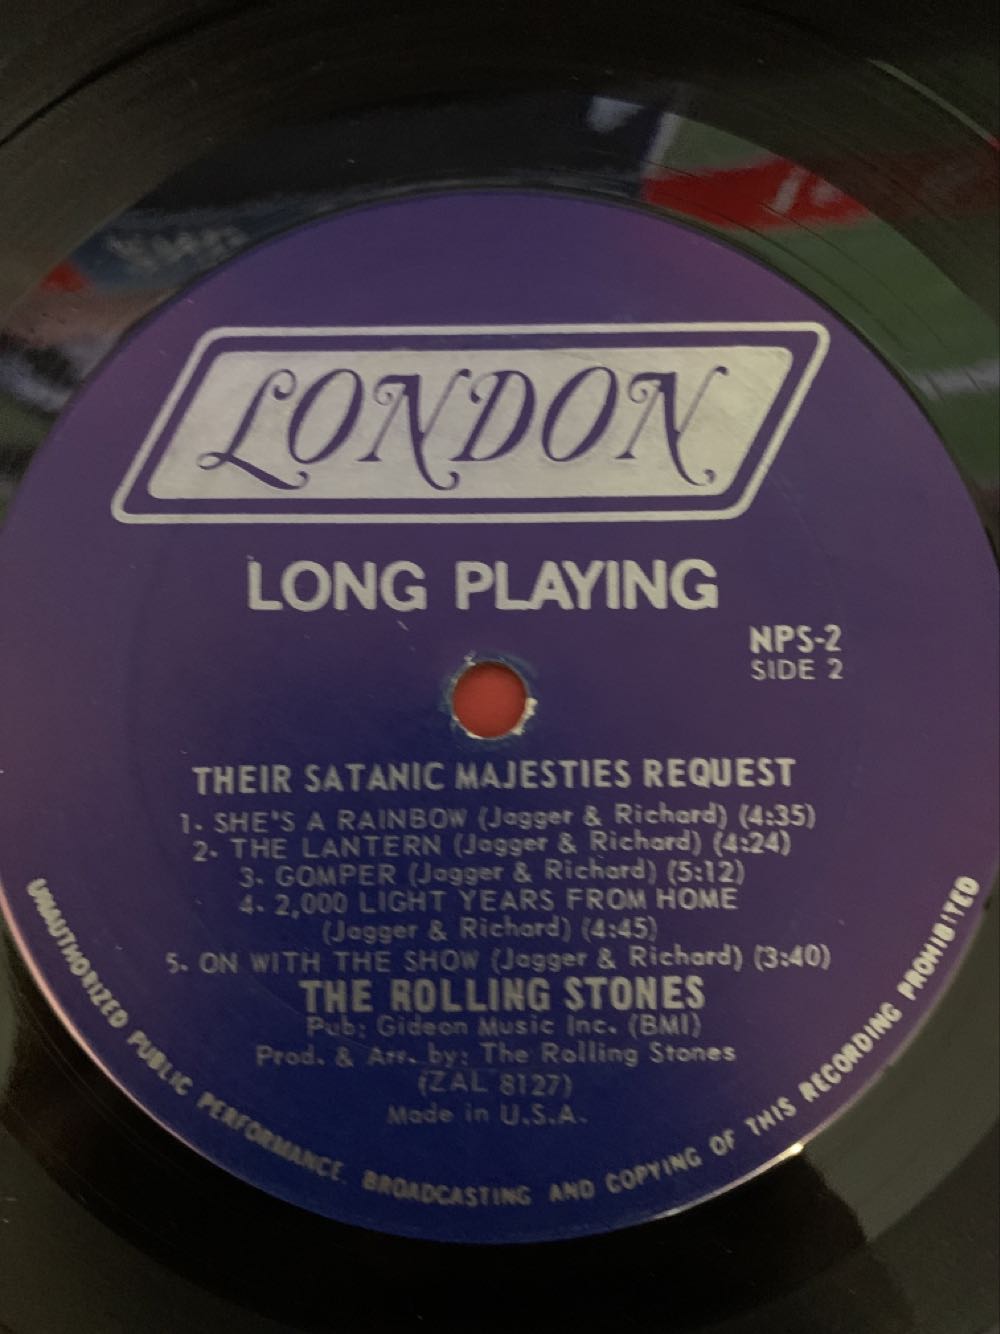 LONDON
LONG PLAYING
NPS-2
SIDE 2
THEIR SATANIC MAJESTIES REQUEST
1. SHE'S A RAINBOW (Jagger & Richard) (4:35)
2. THE LANTERN (Jagger & Richard) (4:24)
3. GOMPER (Jagger & Richard) (5:12)
4. 2,000 LIGHT YEARS FROM HOME
(Jagger & Richard) (4:45)
5. ON WITH THE SHOW (Jagger & Richard) (3:40)
THE ROLLING STONES
Pub: Gideon Music Inc. (BMI)
Prod. & Arr. by: The Rolling Stones
(ZAL 8127)
Made in U.S.A.
UNAUTHORIZED PUBLIC PERFORMANCE, BROADCASTING AND COPYING OF THIS RECORDING PROHIBITED